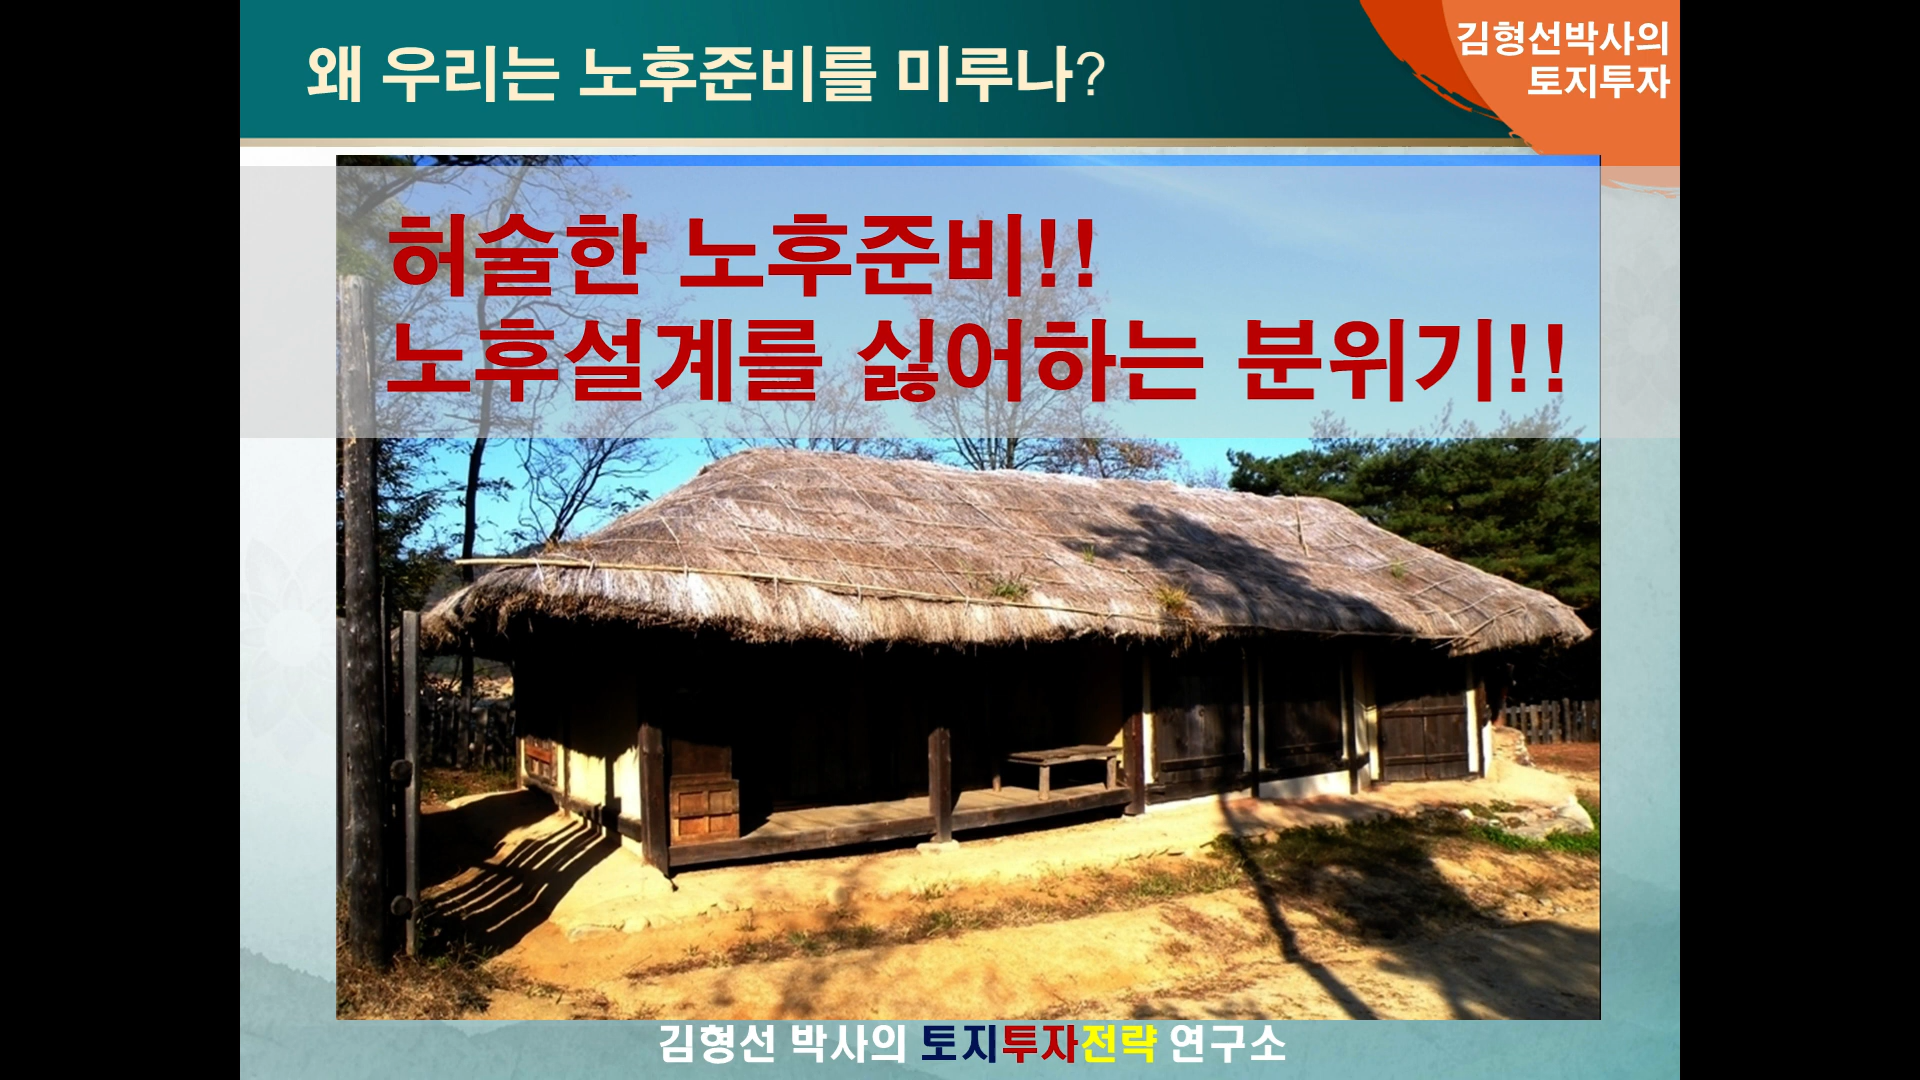 왜 우리는 노후준비를 미루나?
김형선박사의
토지투자
허술한 노후준비!!
노후설계를 싫어하는 분위기!!
김형선 박사의 토지투자전략 연구소